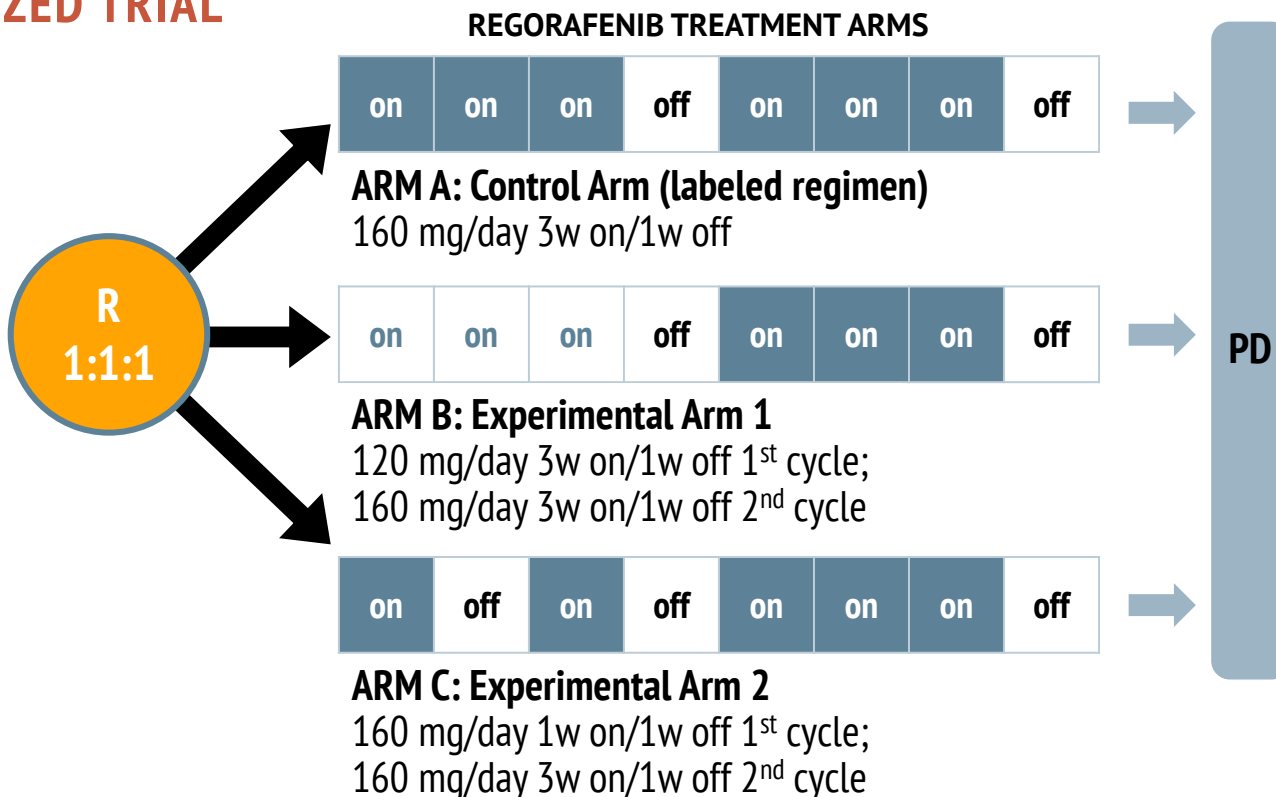 ZED TRIAL
REGORAFENIB TREATMENT ARMS
on on on off on on on off
ARM A: Control Arm (labeled regimen)
160 mg/day 3w on/1w off
R
1:1:1
on on on off on on on off
PD
ARM B: Experimental Arm 1
120 mg/day 3w on/1w off 1st cycle;
160 mg/day 3w on/1w off 2nd cycle
on off on off on on on off
ARM C: Experimental Arm 2
160 mg/day 1w on/1w off 1st cycle;
160 mg/day 3w on/1w off 2nd cycle